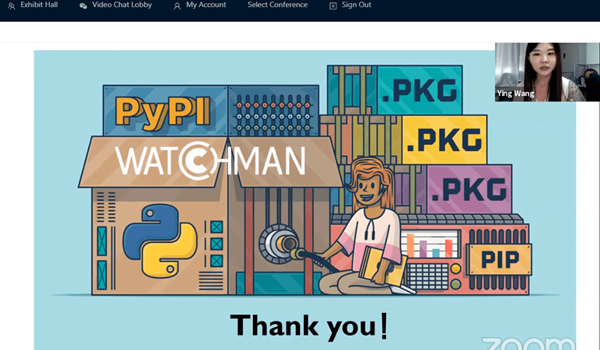 Exhibit Hall Video Chat Lobby My Account Select Conference Sign Out
Ying Wang
PyPI
.PKG
WATCHMAN
.PKG
.PKG
PIP
Thank you!
zoom